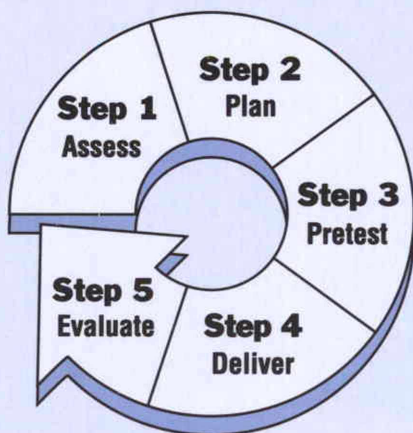 Step 1
Assess
Step 2
Plan
Step 3
Pretest
Step 4
Deliver
Step 5
Evaluate